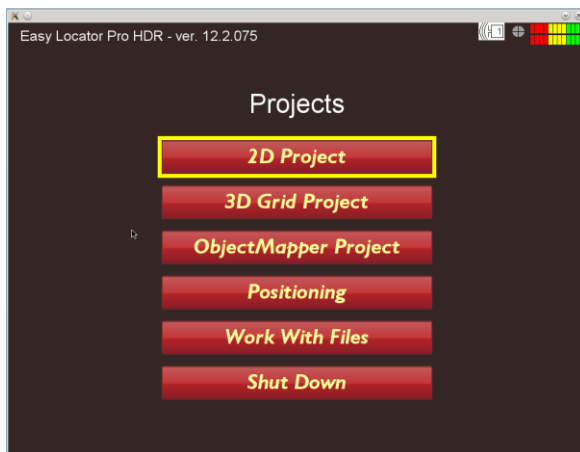 Easy Locator Pro HDR - ver. 12.2.075
1
Projects
2D Project
3D Grid Project
ObjectMapper Project
Positioning
Work With Files
Shut Down